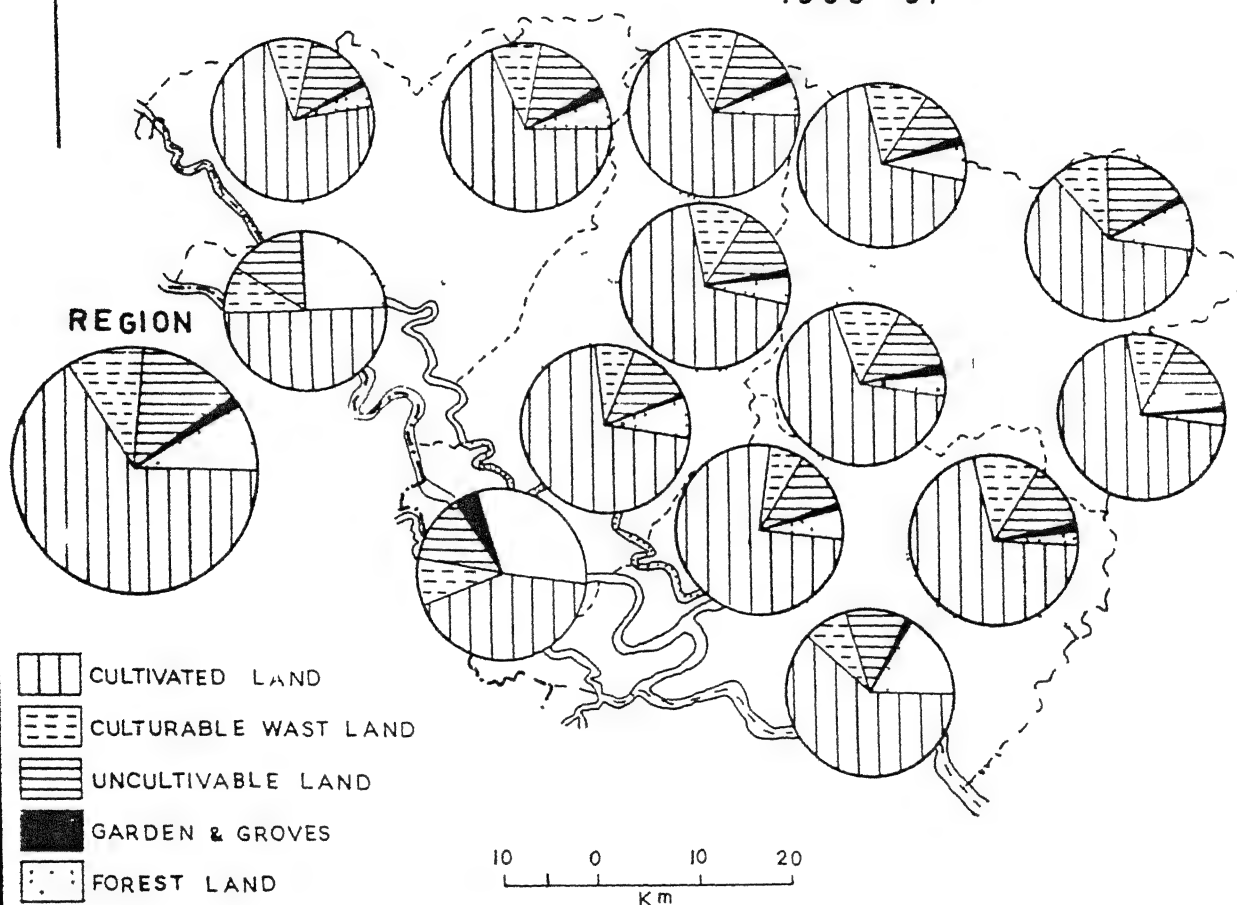 REGION
CULTIVATED LAND
CULTURABLE WAST LAND
UNCULTIVABLE LAND
GARDEN & GROVES
FOREST LAND
10 0 10 20
Km